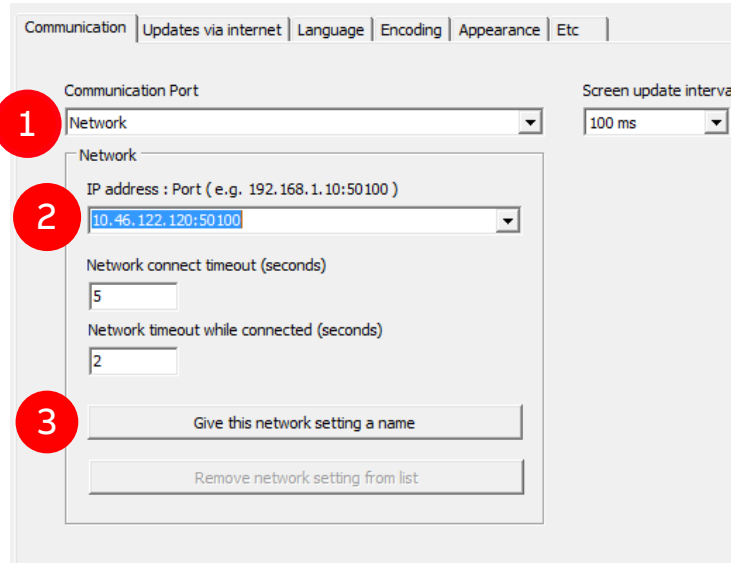 Communication Updates via internet Language Encoding Appearance Etc
Communication Port Screen update interva
1 Network 100 ms
Network
IP address : Port ( e.g. 192.168.1.10:50100 )
2 10.46.122.120:50100
Network connect timeout (seconds)
5
Network timeout while connected (seconds)
2
3 Give this network setting a name
Remove network setting from list